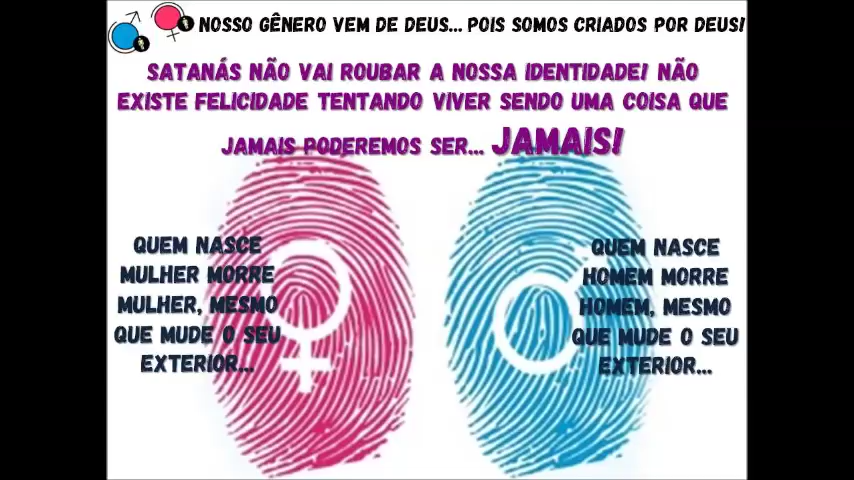 NOSSO GÊNERO VEM DE DEUS... POIS SOMOS CRIADOS POR DEUS!
SATANÁS NÃO VAI ROUBAR A NOSSA IDENTIDADE! NÃO
EXISTE FELICIDADE TENTANDO VIVER SENDO UMA COISA QUE
JAMAIS PODEREMOS SER... JAMAIS!
QUEM NASCE
MULHER MORRE
MULHER, MESMO
QUE MUDE O SEU
EXTERIOR...
QUEM NASCE
HOMEM MORRE
HOMEM, MESMO
QUE MUDE O SEU
EXTERIOR...